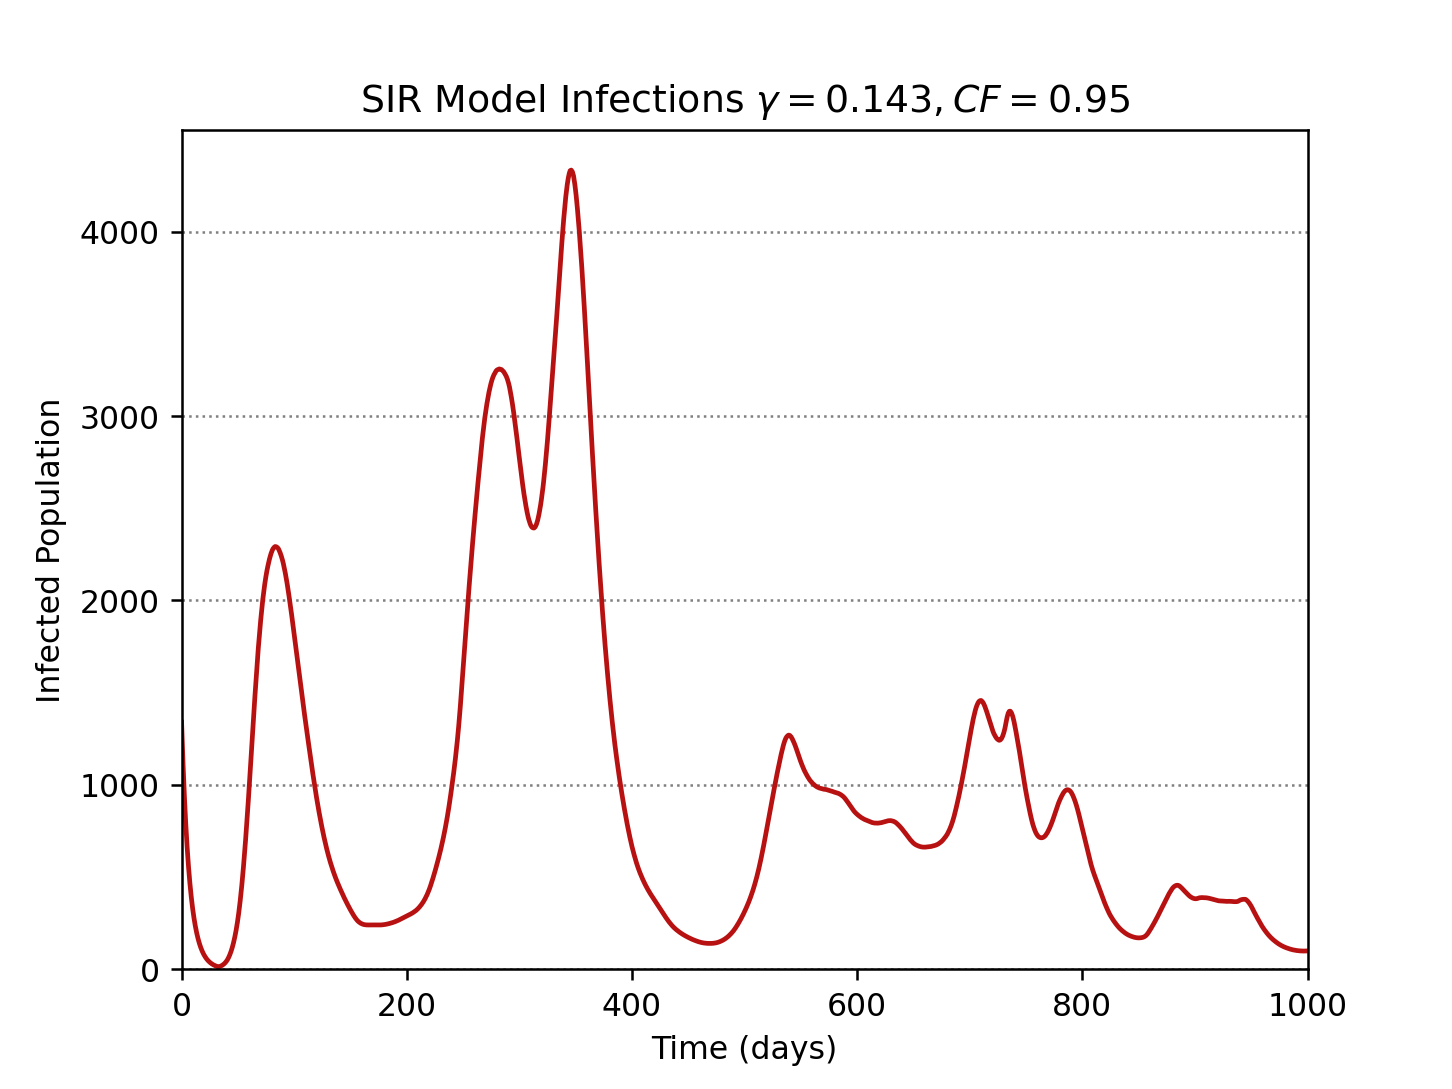 SIR Model Infections γ = 0.143, CF = 0.95
Infected Population
4000
3000
2000
1000
0
0 200 400 600 800 1000
Time (days)